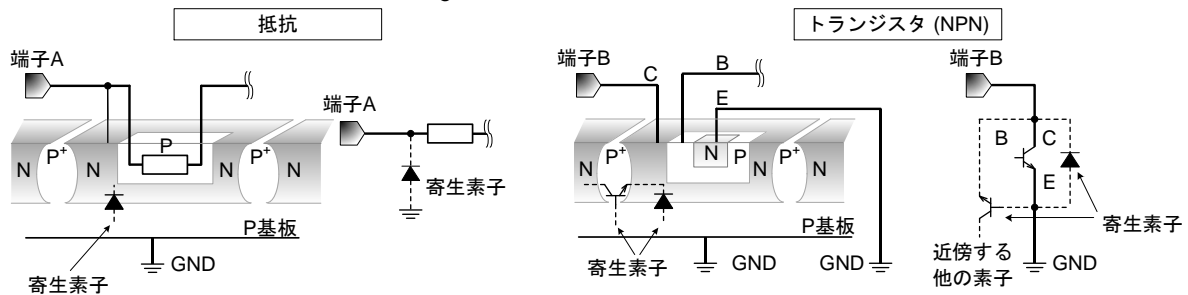 g
抵抗
トランジスタ (NPN)
端子A
端子A
N
P+
N
P
N
P+
N
寄生素子
P基板
GND
寄生素子
端子B
C
B
E
N
P+
N
N
P
N
P+
N
P基板
GND
GND
寄生素子
端子B
B
C
E
寄生素子
近傍する
他の素子
GND